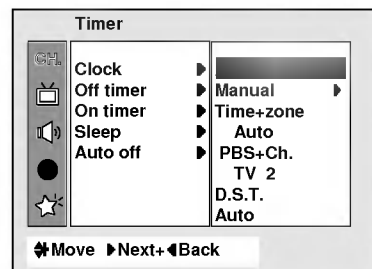 Timer
CH.
Clock
Off timer
On timer
Sleep
Auto off
Manual
Time+zone
Auto
PBS+Ch.
TV 2
D.S.T.
Auto
Move Next+ Back